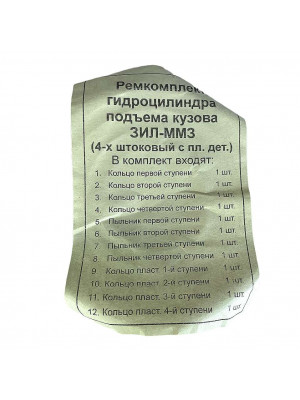 Ремкомплект
гидроцилиндра
подъема кузова
ЗИЛ-ММЗ
(4-х штоковый с пл. дет.)
В комплект входят:
1. Кольцо первой ступени 1 шт.
2. Кольцо второй ступени 1 шт.
3. Кольцо третьей ступени 1 шт.
4. Кольцо четвертой ступени 1 шт.
5 Пыльник первой ступени 1 шт.
6 Пыльник второй ступени 1 шт.
7 Пыльник третьей ступени 1 шт.
8 Пыльник четвертой ступени 1 шт.
9 Кольцо пласт. 1-й ступени 1 шт.
10. Кольцо пласт. 2-й ступени 1 шт.
11. Кольцо пласт. 3-й ступени 1 шт.
12. Кольцо пласт. 4-й ступени 1 шт.